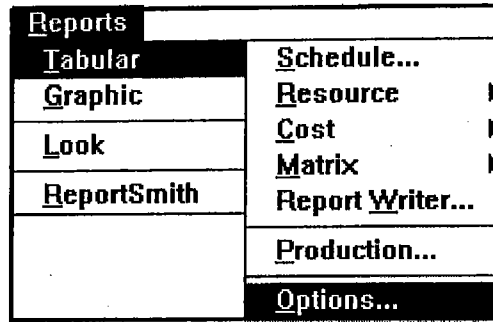 Reports
Tabular
Graphic
Look
ReportSmith
Schedule...
Resource
Cost
Matrix
Report Writer...
Production...
Options...